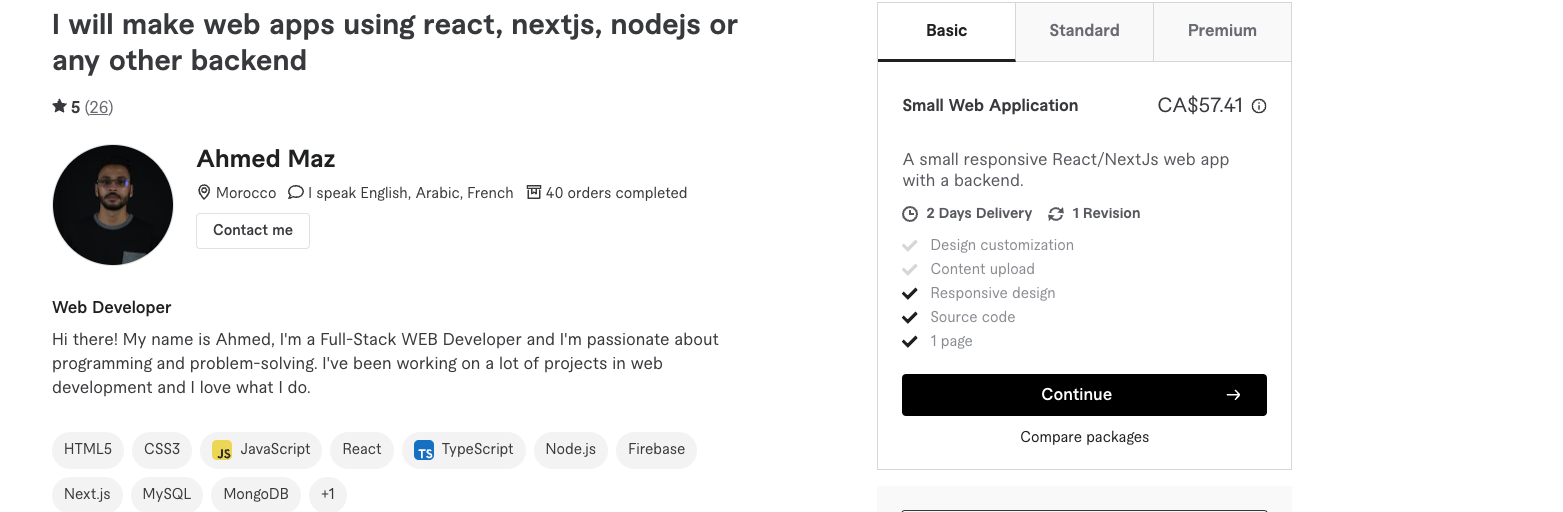 I will make web apps using react, nextjs, nodejs or
any other backend
5 (26)
Ahmed Maz
Morocco I speak English, Arabic, French 40 orders completed
Contact me
Web Developer
Hi there! My name is Ahmed, I'm a Full-Stack WEB Developer and I'm passionate about
programming and problem-solving. I've been working on a lot of projects in web
development and I love what I do.
HTML5 CSS3 JS JavaScript React TS TypeScript Node.js Firebase
Next.js MySQL MongoDB +1
Basic Standard Premium
Small Web Application CA$57.41
A small responsive React/NextJs web app
with a backend.
2 Days Delivery 1 Revision
Design customization
Content upload
Responsive design
Source code
1 page
Continue
Compare packages